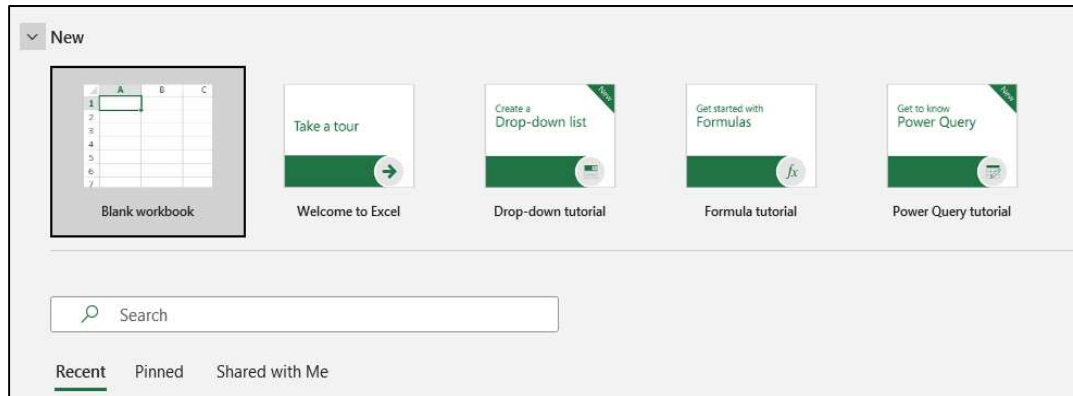 New
A B C
1
2
3
4
5
6
7
Take a tour
Create a
Drop-down list
New
Get started with
Formulas
fx
Get to know
Power Query
New
Blank workbook
Welcome to Excel
Drop-down tutorial
Formula tutorial
Power Query tutorial
Search
Recent Pinned Shared with Me